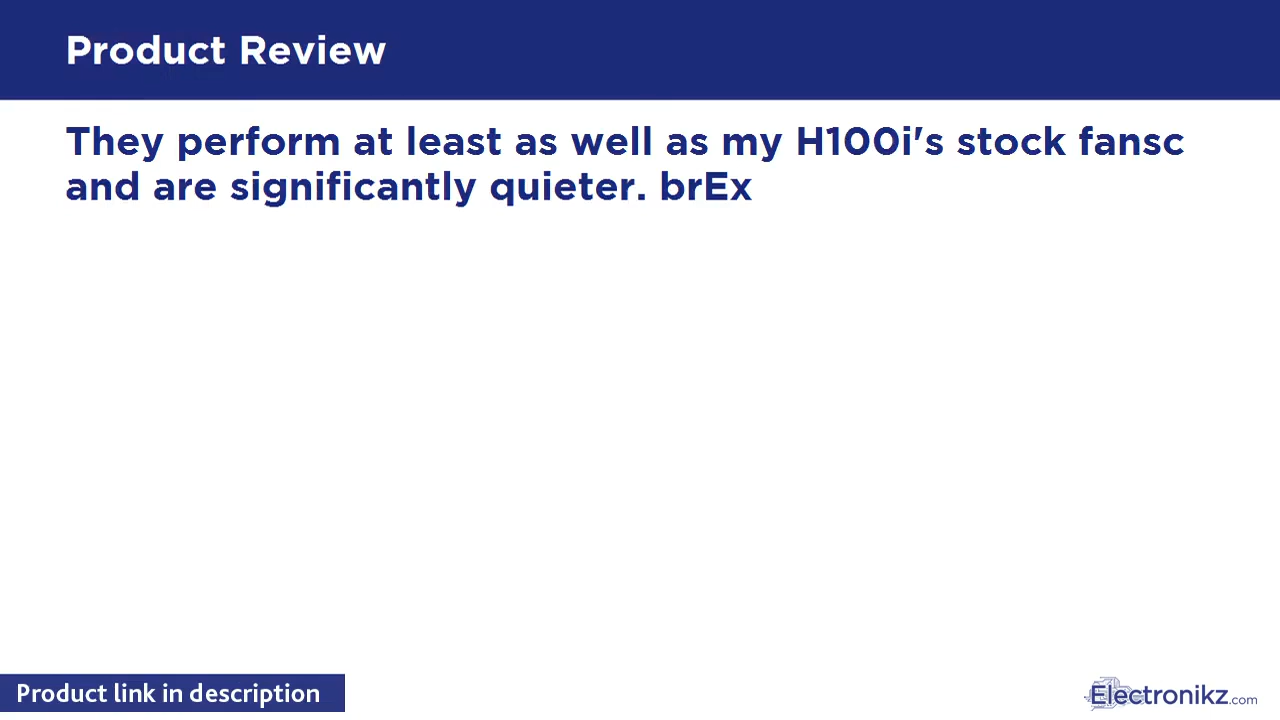 Product Review
They perform at least as well as my H100i's stock fansc
and are significantly quieter. brEx
Product link in description
Electronikz.com